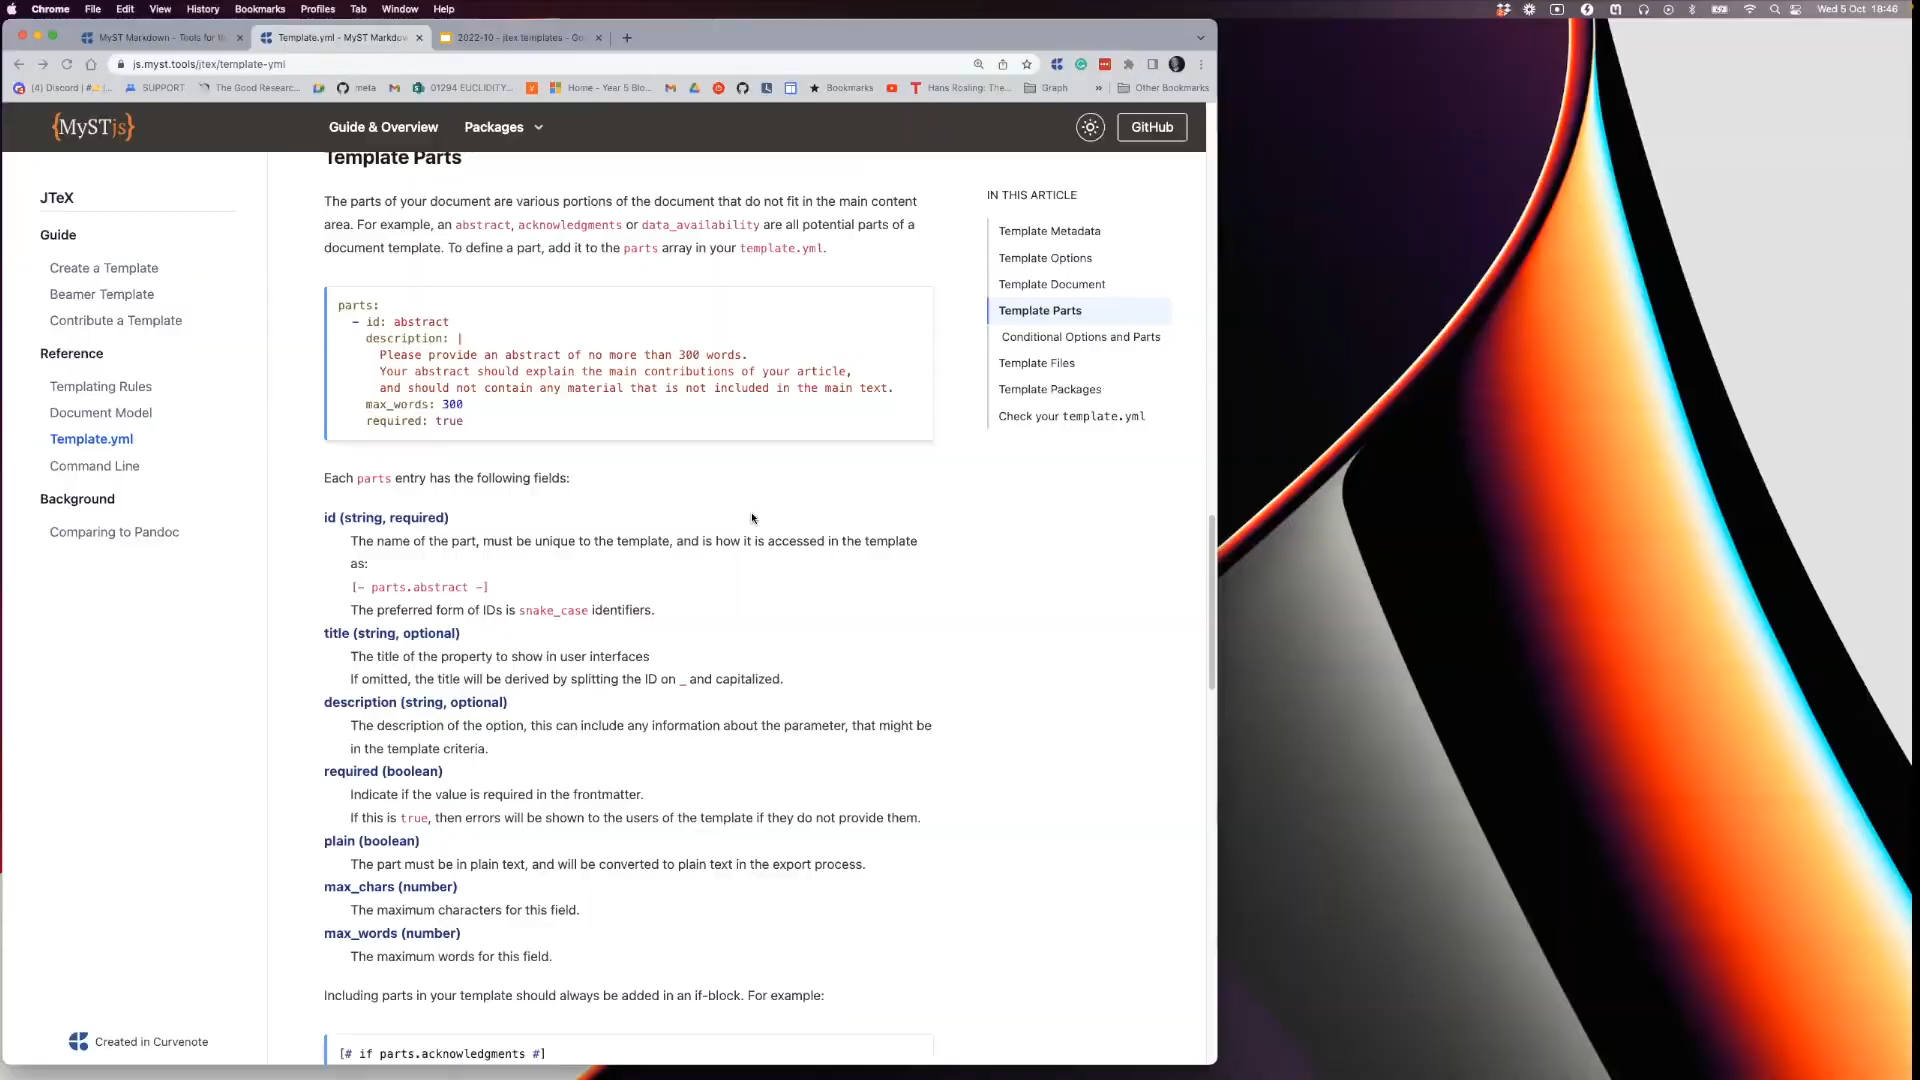 Chrome File Edit View History Bookmarks Profiles Tab Window Help
Wed 5 Oct 18:46
MyST Markdown - Tools for th
Template.yml - MyST Markdow
2022-10 - jtex templates - Go
js.myst.tools/jtex/template-yml
(4) Discord | #
SUPPORT
The Good Researc...
meta
01294 EUCLIDITY...
Home - Year 5 Blo...
Bookmarks
Hans Rosling: The...
Graph
»
Other Bookmarks
{MySTjs}
Guide & Overview
Packages
GitHub
JTeX
Guide
Create a Template
Beamer Template
Contribute a Template
Reference
Templating Rules
Document Model
Template.yml
Command Line
Background
Comparing to Pandoc
Created in Curvenote
Template Parts
The parts of your document are various portions of the document that do not fit in the main content
area. For example, an abstract, acknowledgments or data_availability are all potential parts of a
document template. To define a part, add it to the parts array in your template.yml.
parts:
- id: abstract
description: |
Please provide an abstract of no more than 300 words.
Your abstract should explain the main contributions of your article,
and should not contain any material that is not included in the main text.
max_words: 300
required: true
Each parts entry has the following fields:
id (string, required)
The name of the part, must be unique to the template, and is how it is accessed in the template
as:
[- parts.abstract -]
The preferred form of IDs is snake_case identifiers.
title (string, optional)
The title of the property to show in user interfaces
If omitted, the title will be derived by splitting the ID on _ and capitalized.
description (string, optional)
The description of the option, this can include any information about the parameter, that might be
in the template criteria.
required (boolean)
Indicate if the value is required in the frontmatter.
If this is true, then errors will be shown to the users of the template if they do not provide them.
plain (boolean)
The part must be in plain text, and will be converted to plain text in the export process.
max_chars (number)
The maximum characters for this field.
max_words (number)
The maximum words for this field.
Including parts in your template should always be added in an if-block. For example:
[# if parts.acknowledgments #]
IN THIS ARTICLE
Template Metadata
Template Options
Template Document
Template Parts
Conditional Options and Parts
Template Files
Template Packages
Check your template.yml